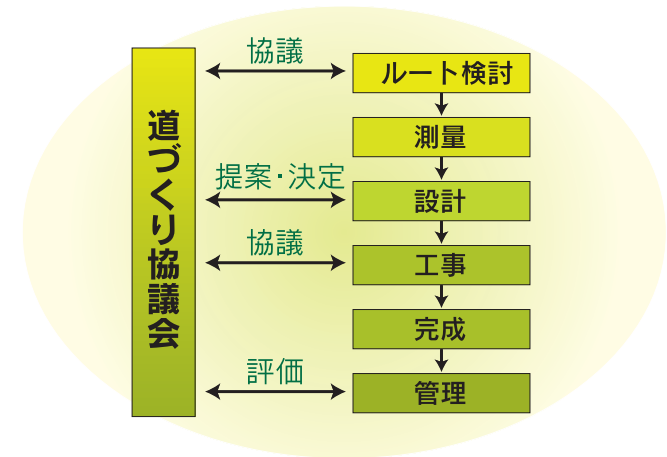 道づくり協議会
協議
ルート検討
測量
提案・決定
設計
協議
工事
完成
評価
管理